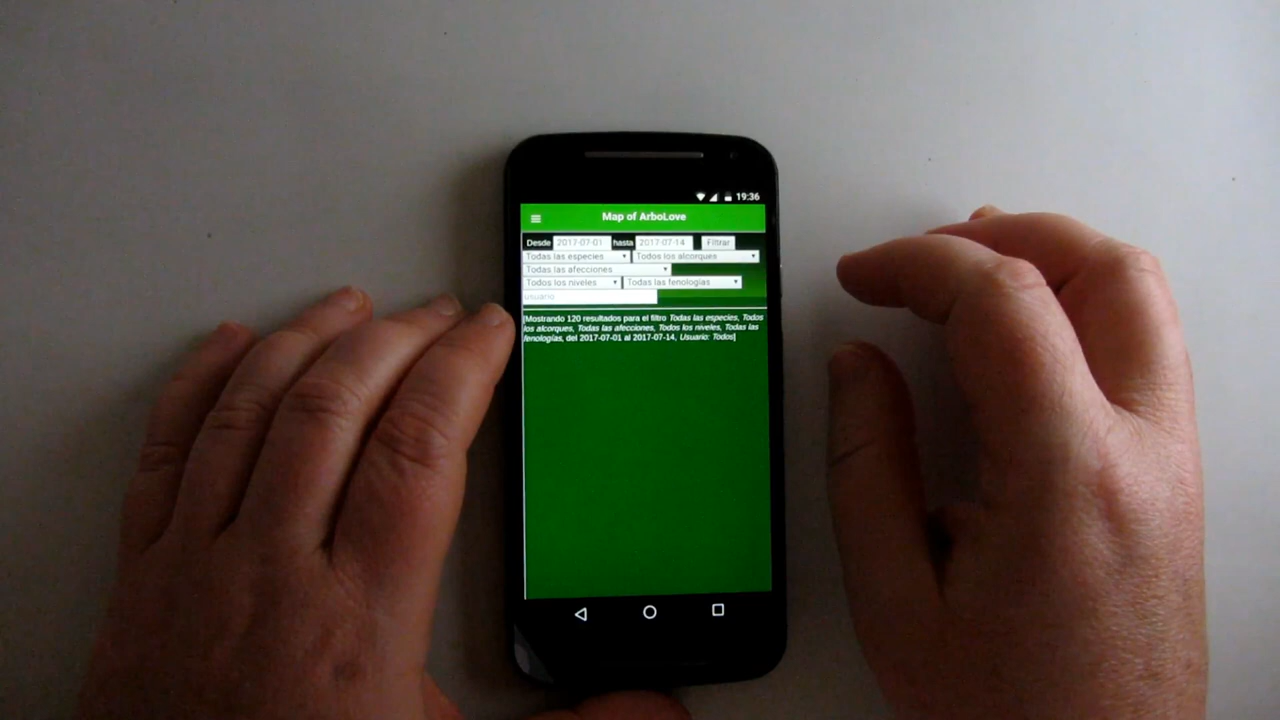 19:36
Map of ArboLove
Desde 2017-07-01 hasta 2017-07-14 Filtrar
Todas las especies Todos los alcorques
Todas las afecciones
Todos los niveles Todas las fenologías
usuario
[Mostrando 120 resultados para el filtro Todas las especies, Todos
los alcorques, Todas las afecciones, Todos los niveles, Todas las
fenologías, del 2017-07-01 al 2017-07-14, Usuario: Todos]